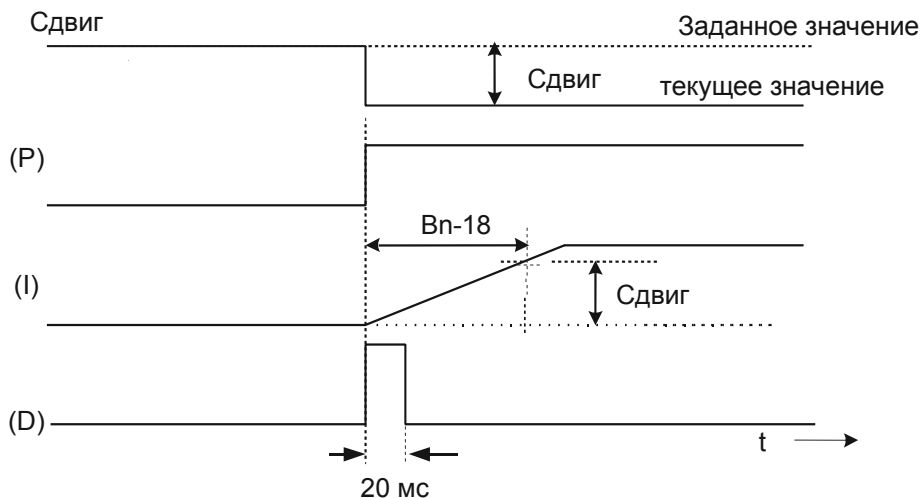 Сдвиг
Заданное значение
Сдвиг
текущее значение
(P)
Bn-18
(I)
Сдвиг
(D)
t
20 мс